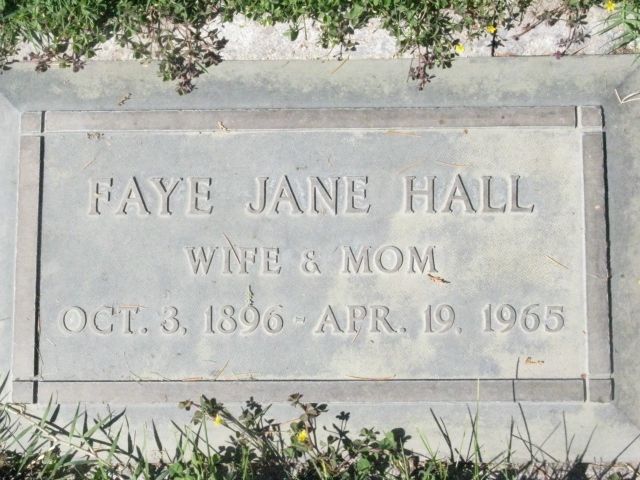 FAYE JANE HALL
WIFE & MOM
OCT. 3, 1896 - APR. 19, 1965